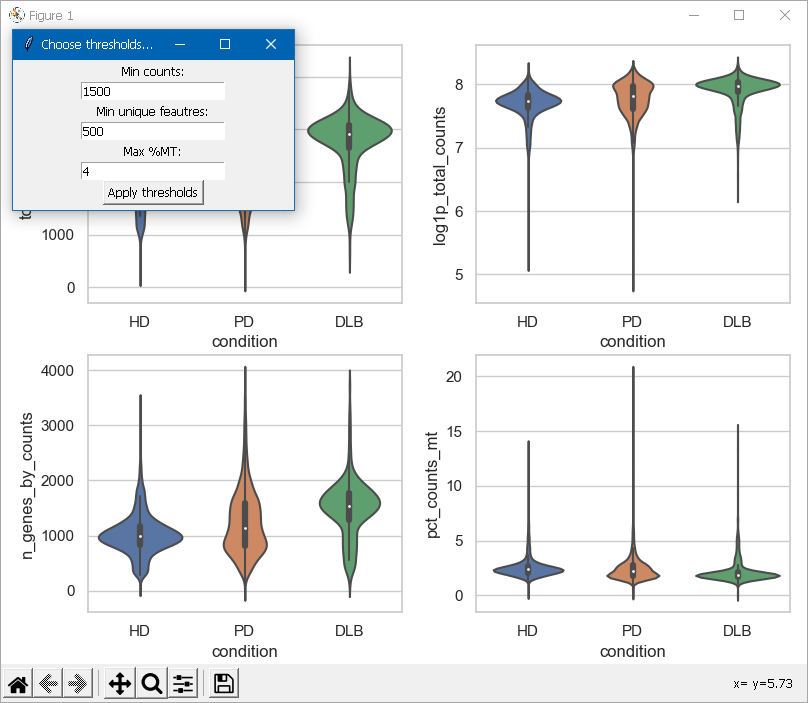 Figure 1
Choose thresholds...
Min counts:
1500
Min unique feautres:
500
Max %MT:
4
Apply thresholds
1000
0
HD PD DLB
condition
log1p_total_counts
8
7
6
5
HD PD DLB
condition
n_genes_by_counts
4000
3000
2000
1000
0
HD PD DLB
condition
pct_counts_mt
20
15
10
5
0
HD PD DLB
condition
x= y=5.73